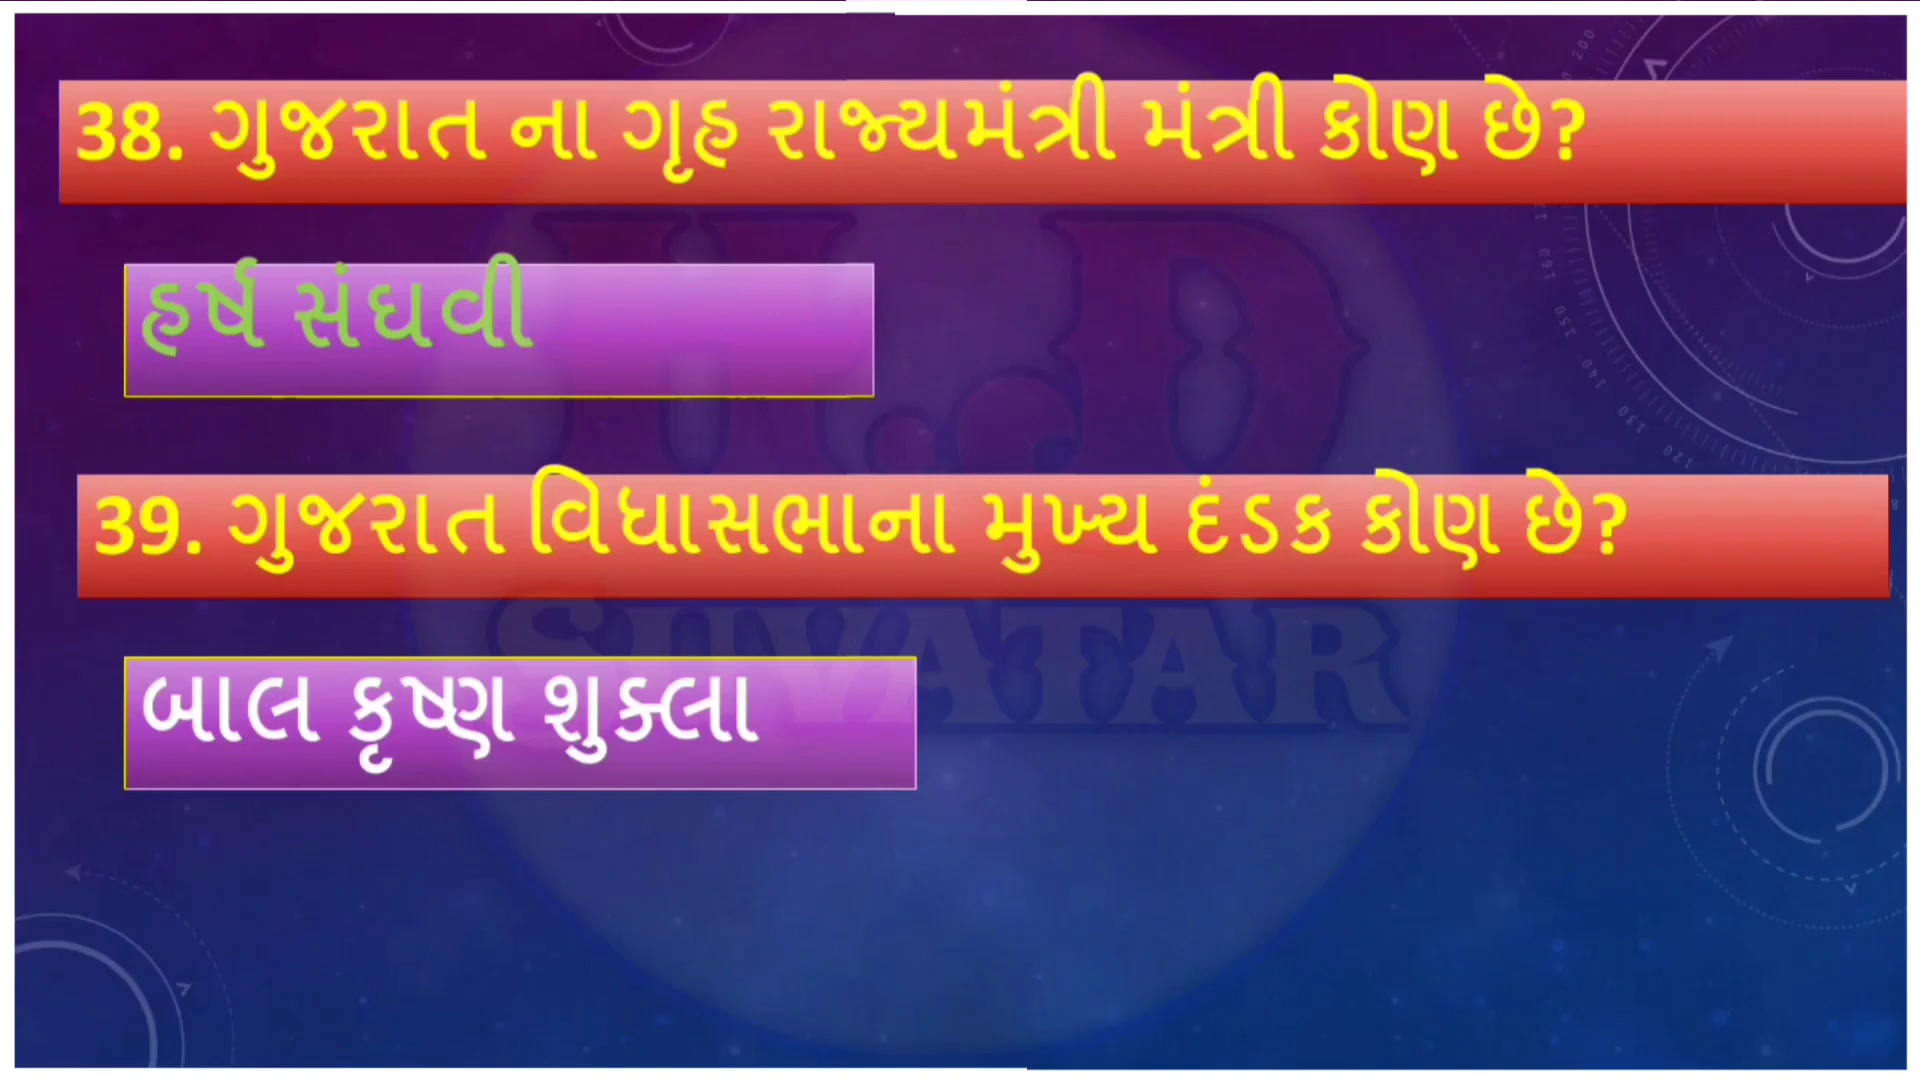 38. ગુજરાત ના ગૃહ રાજ્યમંત્રી મંત્રી કોણ છે?
હર્ષ સંઘવી
39. ગુજરાત વિધાસભાના મુખ્ય દંડક કોણ છે?
બાલ કૃષ્ણ શુક્લા